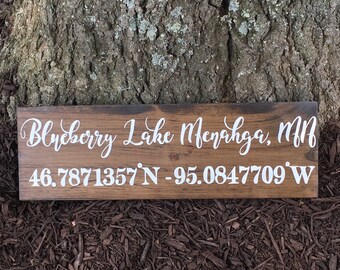 Blueberry Lake Menahga, MN
46.7871357°N -95.0847709°W